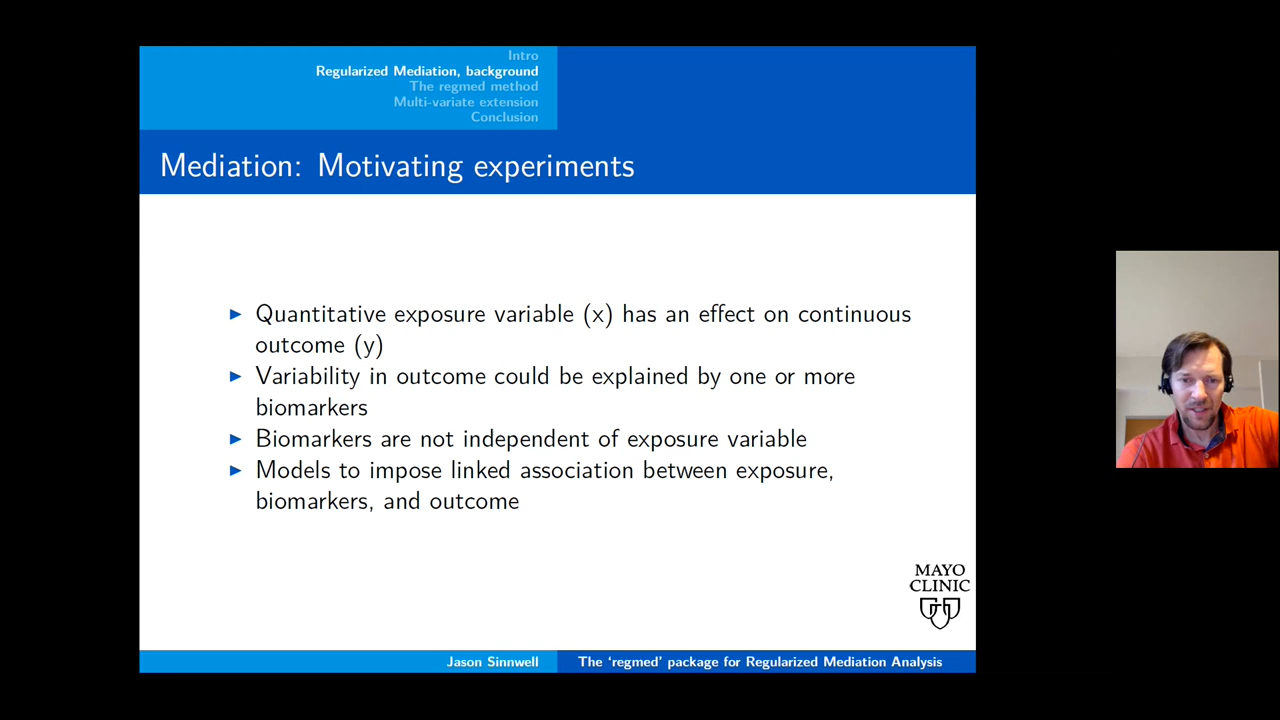 Intro
Regularized Mediation, background
The regmed method
Multi-variate extension
Conclusion
Mediation: Motivating experiments
Quantitative exposure variable (x) has an effect on continuous
outcome (y)
Variability in outcome could be explained by one or more
biomarkers
Biomarkers are not independent of exposure variable
Models to impose linked association between exposure,
biomarkers, and outcome
MAYO
CLINIC
Jason Sinnwell
The ‘regmed’ package for Regularized Mediation Analysis